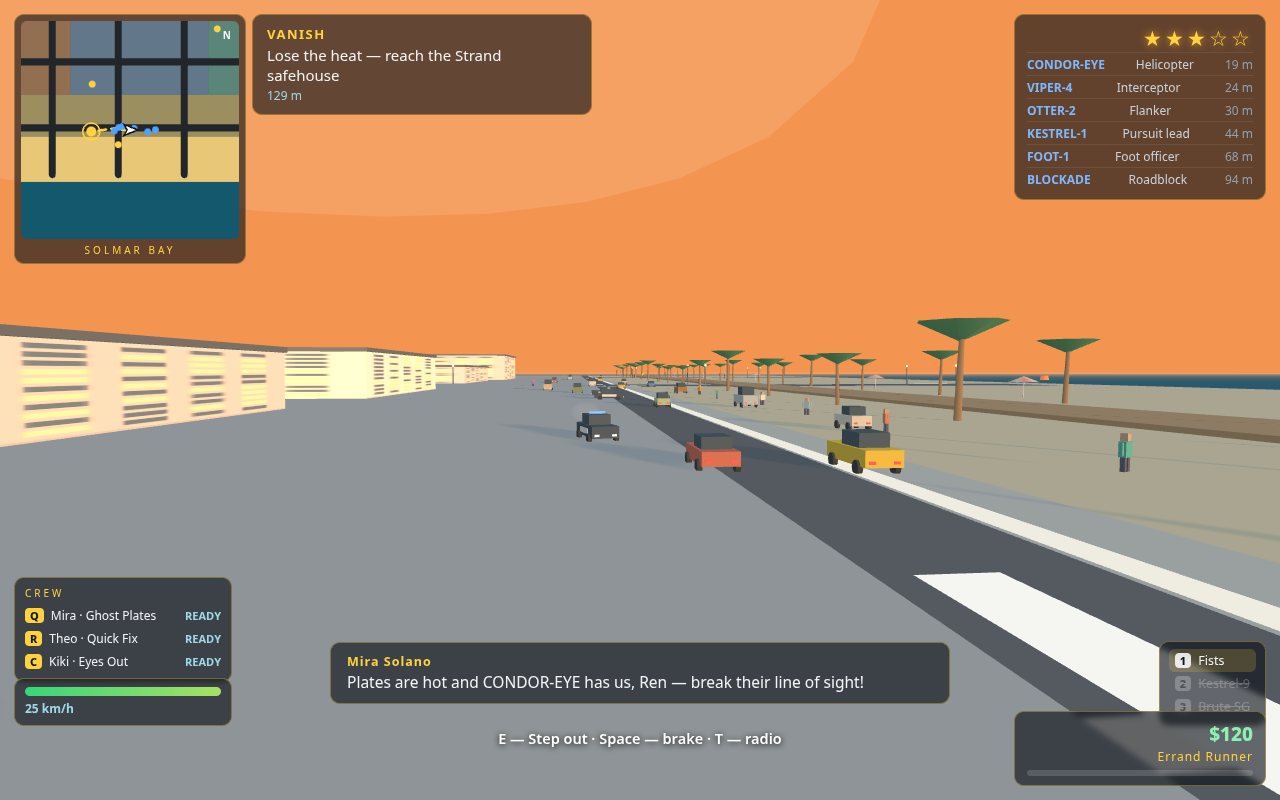 N
SOLMAR BAY
VANISH
Lose the heat — reach the Strand
safehouse
129 m
★★★☆☆
CONDOR-EYE Helicopter 19 m
VIPER-4 Interceptor 24 m
OTTER-2 Flanker 30 m
KESTREL-1 Pursuit lead 44 m
FOOT-1 Foot officer 68 m
BLOCKADE Roadblock 94 m
CREW
Q Mira · Ghost Plates READY
R Theo · Quick Fix READY
C Kiki · Eyes Out READY
25 km/h
Mira Solano
Plates are hot and CONDOR-EYE has us, Ren — break their line of sight!
E — Step out · Space — brake · T — radio
1 Fists
2 Kestrel-9
3 Brute SG
$120
Errand Runner